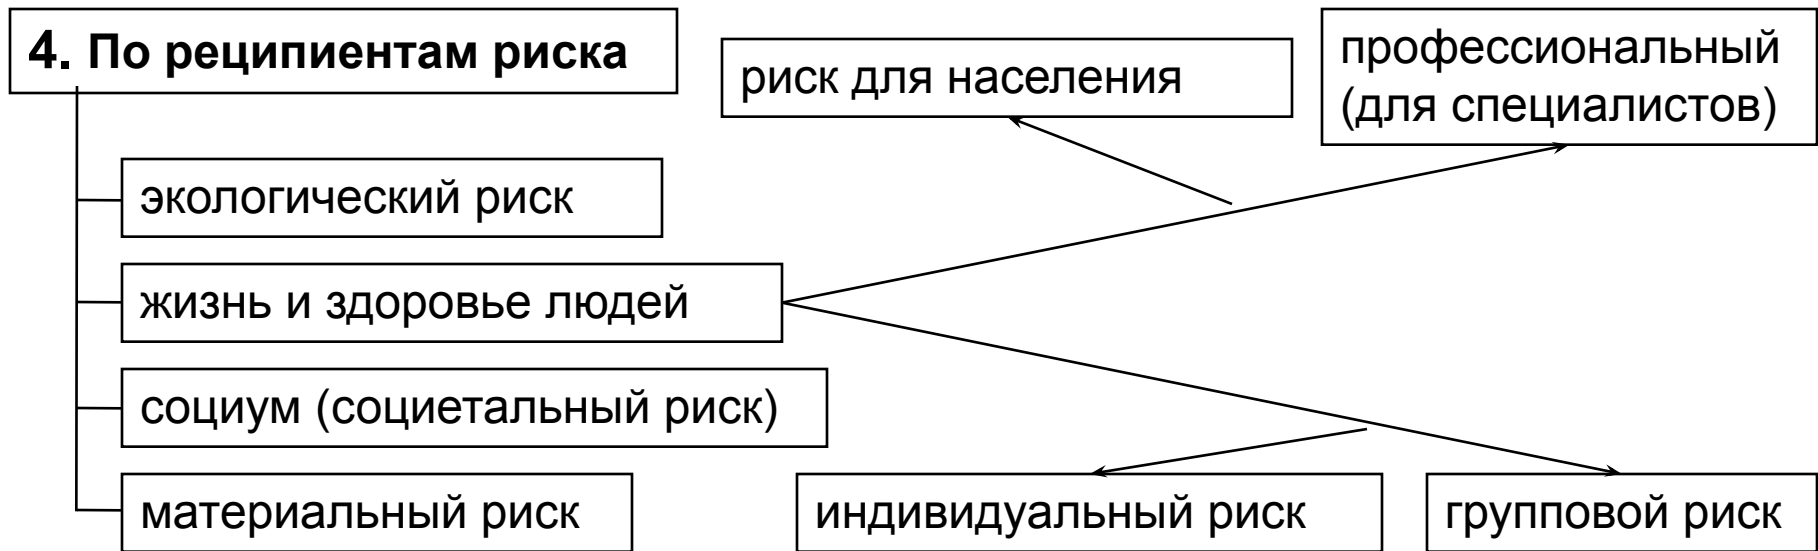 4. По реципиентам риска
риск для населения
профессиональный
(для специалистов)
экологический риск
жизнь и здоровье людей
социум (социетальный риск)
материальный риск
индивидуальный риск
групповой риск